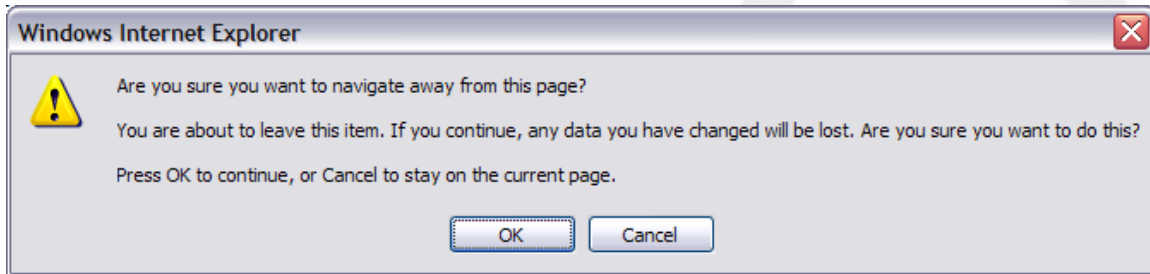 Windows Internet Explorer
Are you sure you want to navigate away from this page?
You are about to leave this item. If you continue, any data you have changed will be lost. Are you sure you want to do this?
Press OK to continue, or Cancel to stay on the current page.
OK Cancel